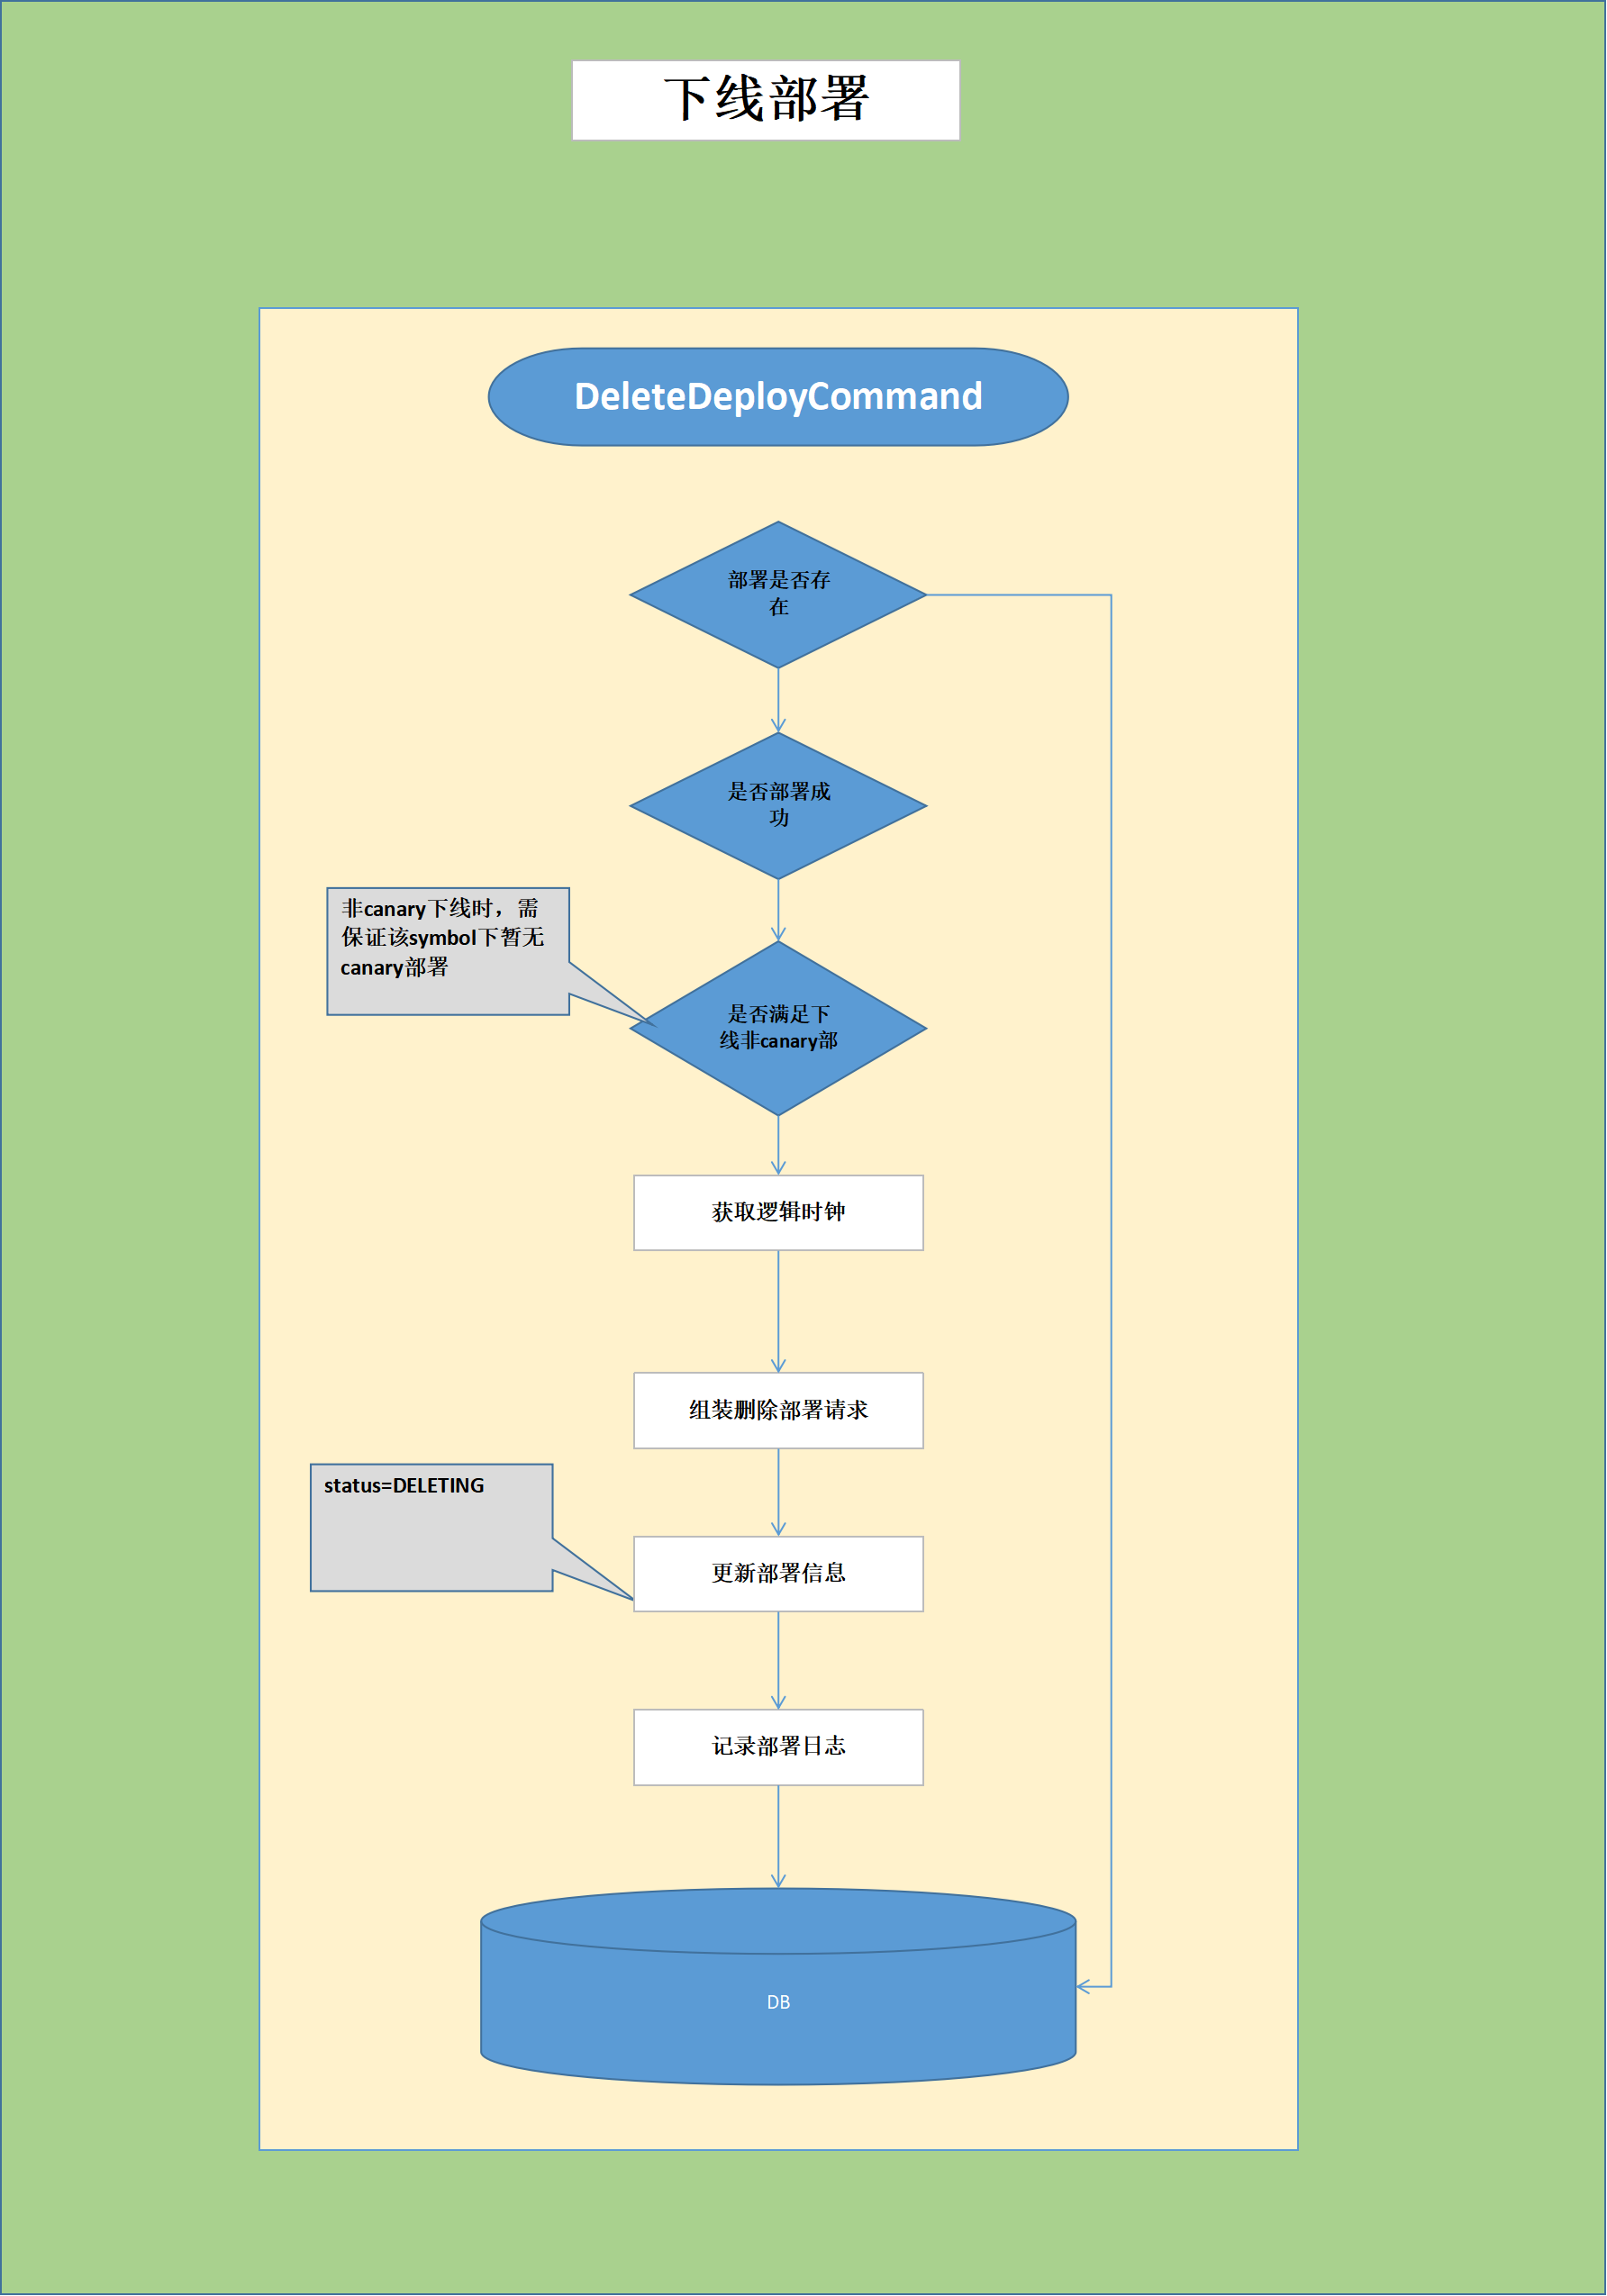 下线部署
DeleteDeployCommand
部署是否存
在
是否部署成
功
非canary下线时，需
保证该symbol下暂无
canary部署
是否满足下
线非canary部
获取逻辑时钟
组装删除部署请求
status=DELETING
更新部署信息
记录部署日志
DB